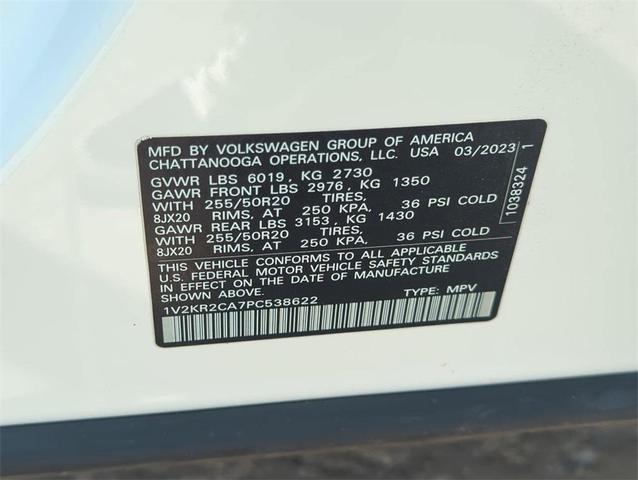 MFD BY VOLKSWAGEN GROUP OF AMERICA
CHATTANOOGA OPERATIONS, LLC. USA 03/2023
GVWR LBS 6019, KG 2730
GAWR FRONT LBS 2976, KG 1350
WITH 255/50R20 TIRES,
8JX20 RIMS, AT 250 KPA, 36 PSI COLD
GAWR REAR LBS 3153, KG 1430
WITH 255/50R20 TIRES,
8JX20 RIMS, AT 250 KPA, 36 PSI COLD
THIS VEHICLE CONFORMS TO ALL APPLICABLE
U.S. FEDERAL MOTOR VEHICLE SAFETY STANDARDS
IN EFFECT ON THE DATE OF MANUFACTURE
SHOWN ABOVE.
1V2KR2CA7PC538622 TYPE: MPV
1038324 1